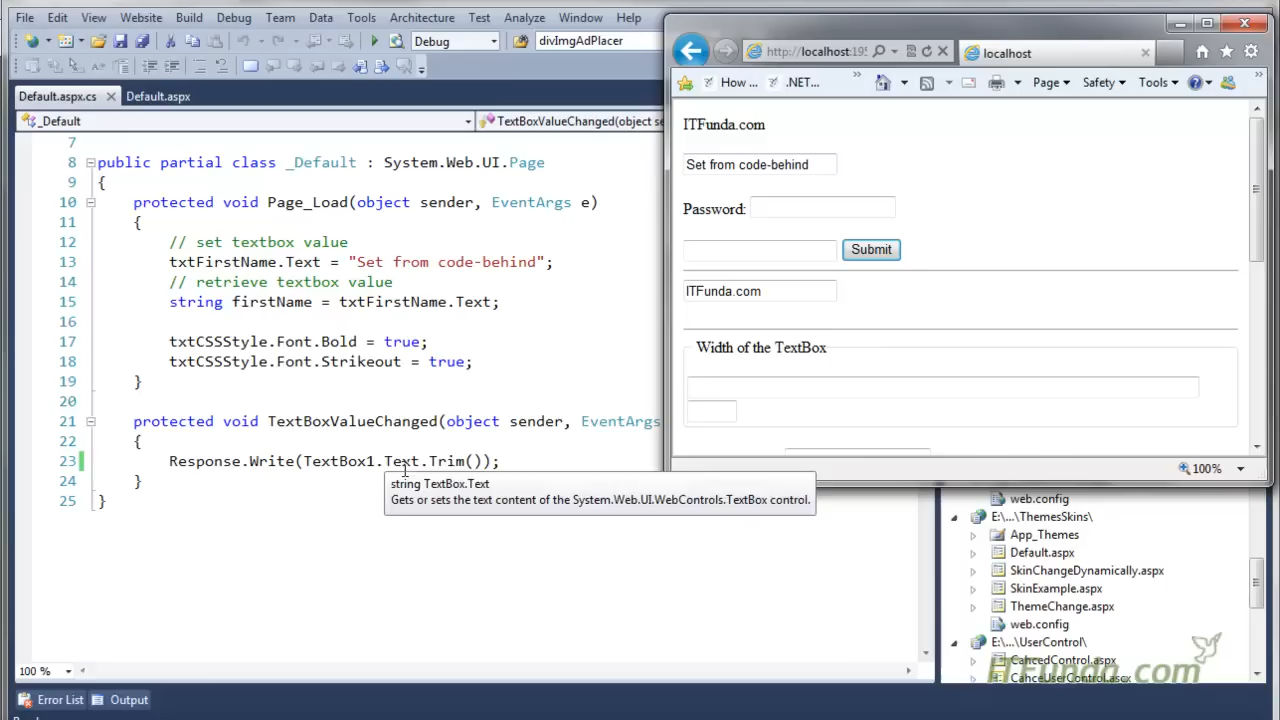 File Edit View Website Build Debug Team Data Tools Architecture Test Analyze Window Help
Debug divImgAdPlacer
Default.aspx.cs Default.aspx
_Default TextBoxValueChanged(object se
7
8 public partial class _Default : System.Web.UI.Page
9 {
10 protected void Page_Load(object sender, EventArgs e)
11 {
12 // set textbox value
13 txtFirstName.Text = "Set from code-behind";
14 // retrieve textbox value
15 string firstName = txtFirstName.Text;
16
17 txtCSSStyle.Font.Bold = true;
18 txtCSSStyle.Font.Strikeout = true;
19 }
20
21 protected void TextBoxValueChanged(object sender, EventArgs
22 {
23 Response.Write(TextBox1.Text.Trim());
24 }
25 }
string TextBox.Text
Gets or sets the text content of the System.Web.UI.WebControls.TextBox control.
100 %
Error List Output
http://localhost:195 localhost
How ... .NET... Page Safety Tools
ITFunda.com
Set from code-behind
Password:
Submit
ITFunda.com
Width of the TextBox
100%
web.config
E:\...\ThemesSkins\
App_Themes
Default.aspx
SkinChangeDynamically.aspx
SkinExample.aspx
ThemeChange.aspx
web.config
E:\...\UserControl\
CahcedControl.aspx
CahceUserControl.ascx
ITFunda.com